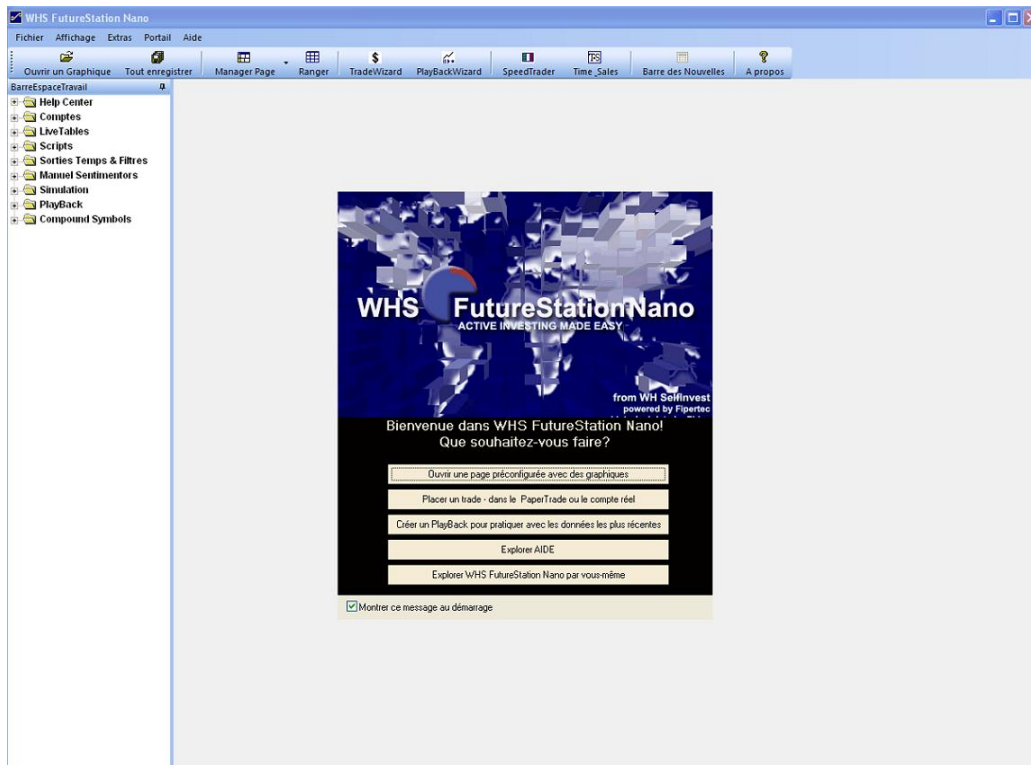 WHS FutureStation Nano
Fichier Affichage Extras Portail Aide
Ouvrir un Graphique Tout enregistrer Manager Page Ranger TradeWizard PlayBackWizard SpeedTrader Time_Sales Barre des Nouvelles A propos
BarreEspaceTravail
Help Center
Comptes
LiveTables
Scripts
Sorties Temps & Filtres
Manuel Sentimentors
Simulation
PlayBack
Compound Symbols
WHS FutureStationNano
ACTIVE INVESTING MADE EASY
from WH Selfinvest
powered by Fipertec
Bienvenue dans WHS FutureStation Nano!
Que souhaitez-vous faire?
Ouvrir une page préconfigurée avec des graphiques
Placer un trade - dans le PaperTrade ou le compte réel
Créer un PlayBack pour pratiquer avec les données les plus récentes
Explorer AIDE
Explorer WHS FutureStation Nano par vous-même
Montrer ce message au démarrage